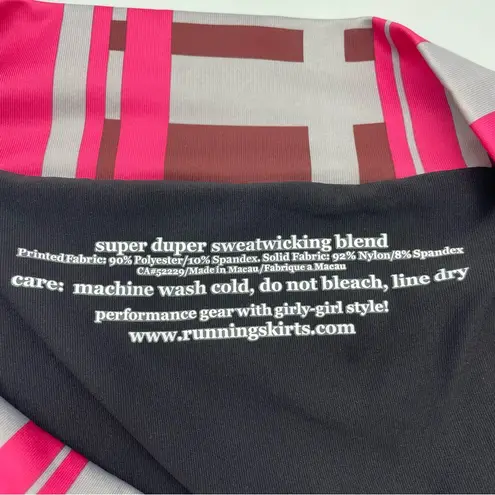 super duper sweatwicking blend
Printed Fabric: 90% Polyester/10% Spandex. Solid Fabric: 92% Nylon/8% Spandex
CA#52229/Made in Macau/Fabrique a Macau
care: machine wash cold, do not bleach, line dry
performance gear with girly-girl style!
www.runningskirts.com